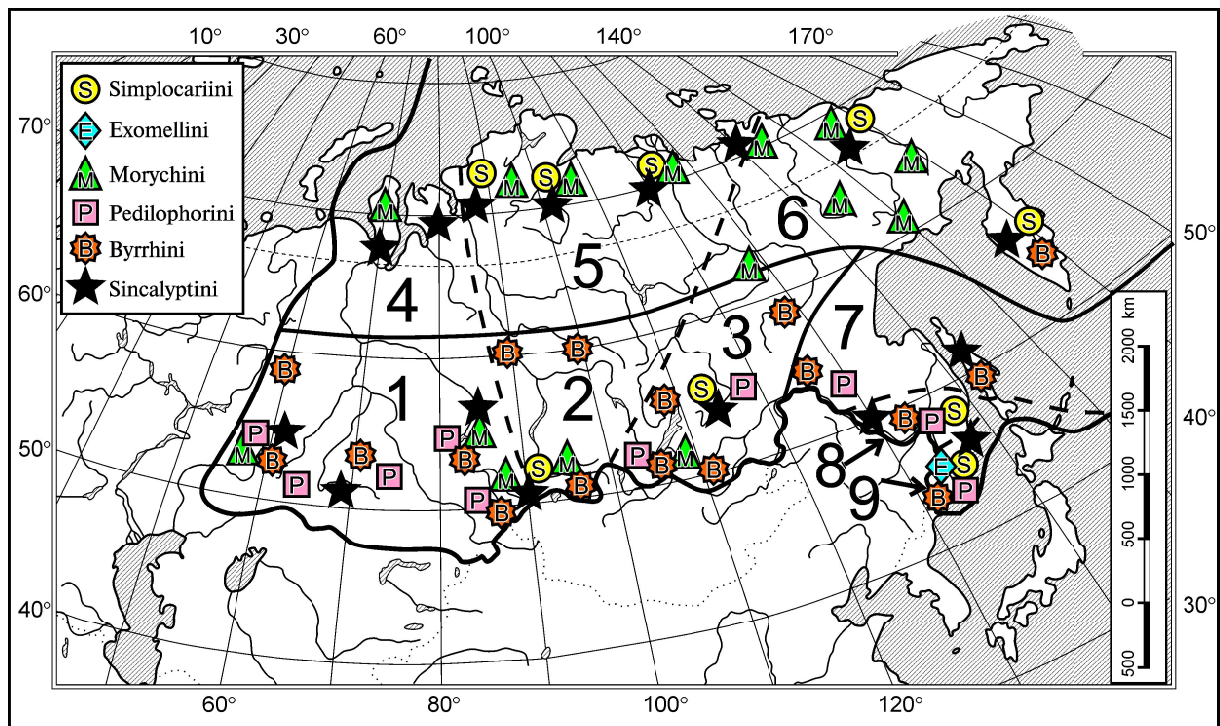 10° 30° 60° 100° 140° 170°
S Simplocariini
E Exomellini
M Morychini
P Pedilophorini
B Byrrhini
Sincalyptini
70°
60°
50°
40°
50°
40°
30°
60° 80° 100° 120°
km
2000
1500
1000
500
0
500
S
M
S
M
S
M
S
M
M
M
S
M
M
M
6
S
B
5
4
M
B
7
3
B
B
B
B
1
2
B
S
P
B
P
B
S
P
B
P
M
B
B
P
P
M
B
P
M
P
B
S
M
B
P
B
M
B
8
9
E
S
P
B